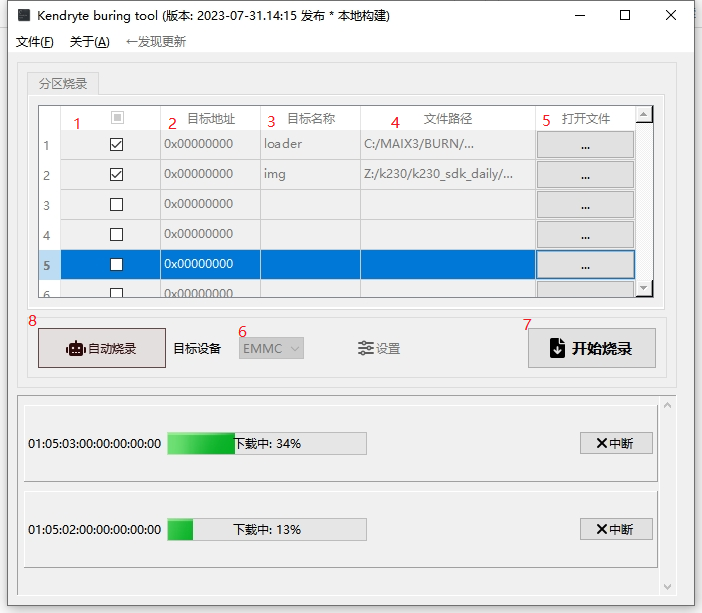 Kendryte buring tool (版本: 2023-07-31.14:15 发布 * 本地构建)
文件(F) 关于(A) ←发现更新
分区烧录
1 2 目标地址 3 目标名称 4 文件路径 5 打开文件
1 0x00000000 loader C:/MAIX3/BURN/... ...
2 0x00000000 img Z:/k230/k230_sdk_daily/... ...
3 0x00000000 ...
4 0x00000000 ...
5 0x00000000 ...
6 0x00000000
8 自动烧录 目标设备 6 EMMC 设置 7 开始烧录
01:05:03:00:00:00:00:00 下载中: 34% 中断
01:05:02:00:00:00:00:00 下载中: 13% 中断